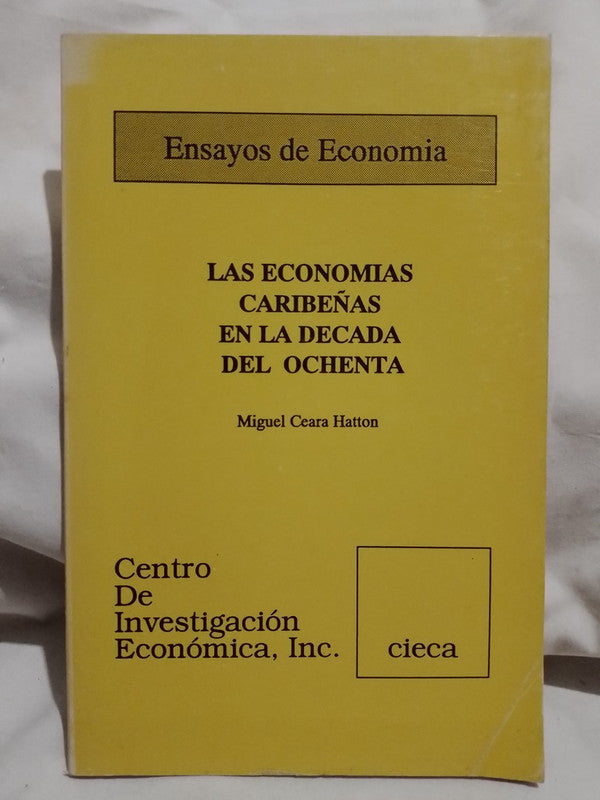 Ensayos de Economia
LAS ECONOMIAS
CARIBEÑAS
EN LA DECADA
DEL OCHENTA
Miguel Ceara Hatton
Centro
De
Investigación
Económica, Inc.
cieca